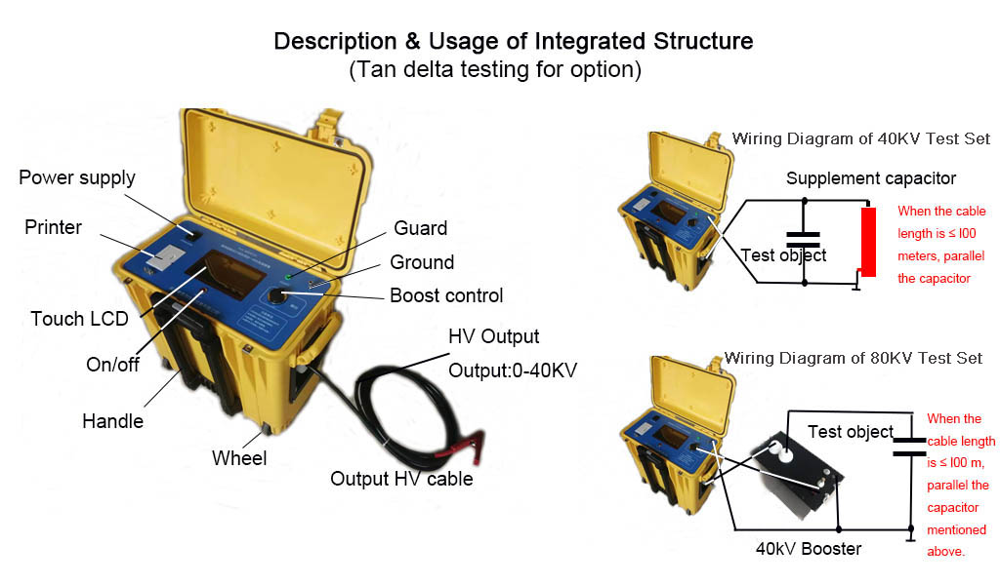 Description & Usage of Integrated Structure
(Tan delta testing for option)
Power supply
Printer
Touch LCD
On/off
Handle
Wheel
Guard
Ground
Boost control
HV Output
Output:0-40KV
Output HV cable
Wiring Diagram of 40KV Test Set
Supplement capacitor
Test object
When the cable
length is ≤ l00
meters, parallel
the capacitor
Wiring Diagram of 80KV Test Set
Test object
40kV Booster
When the
cable length
is ≤ l00 m,
parallel the
capacitor
mentioned
above.